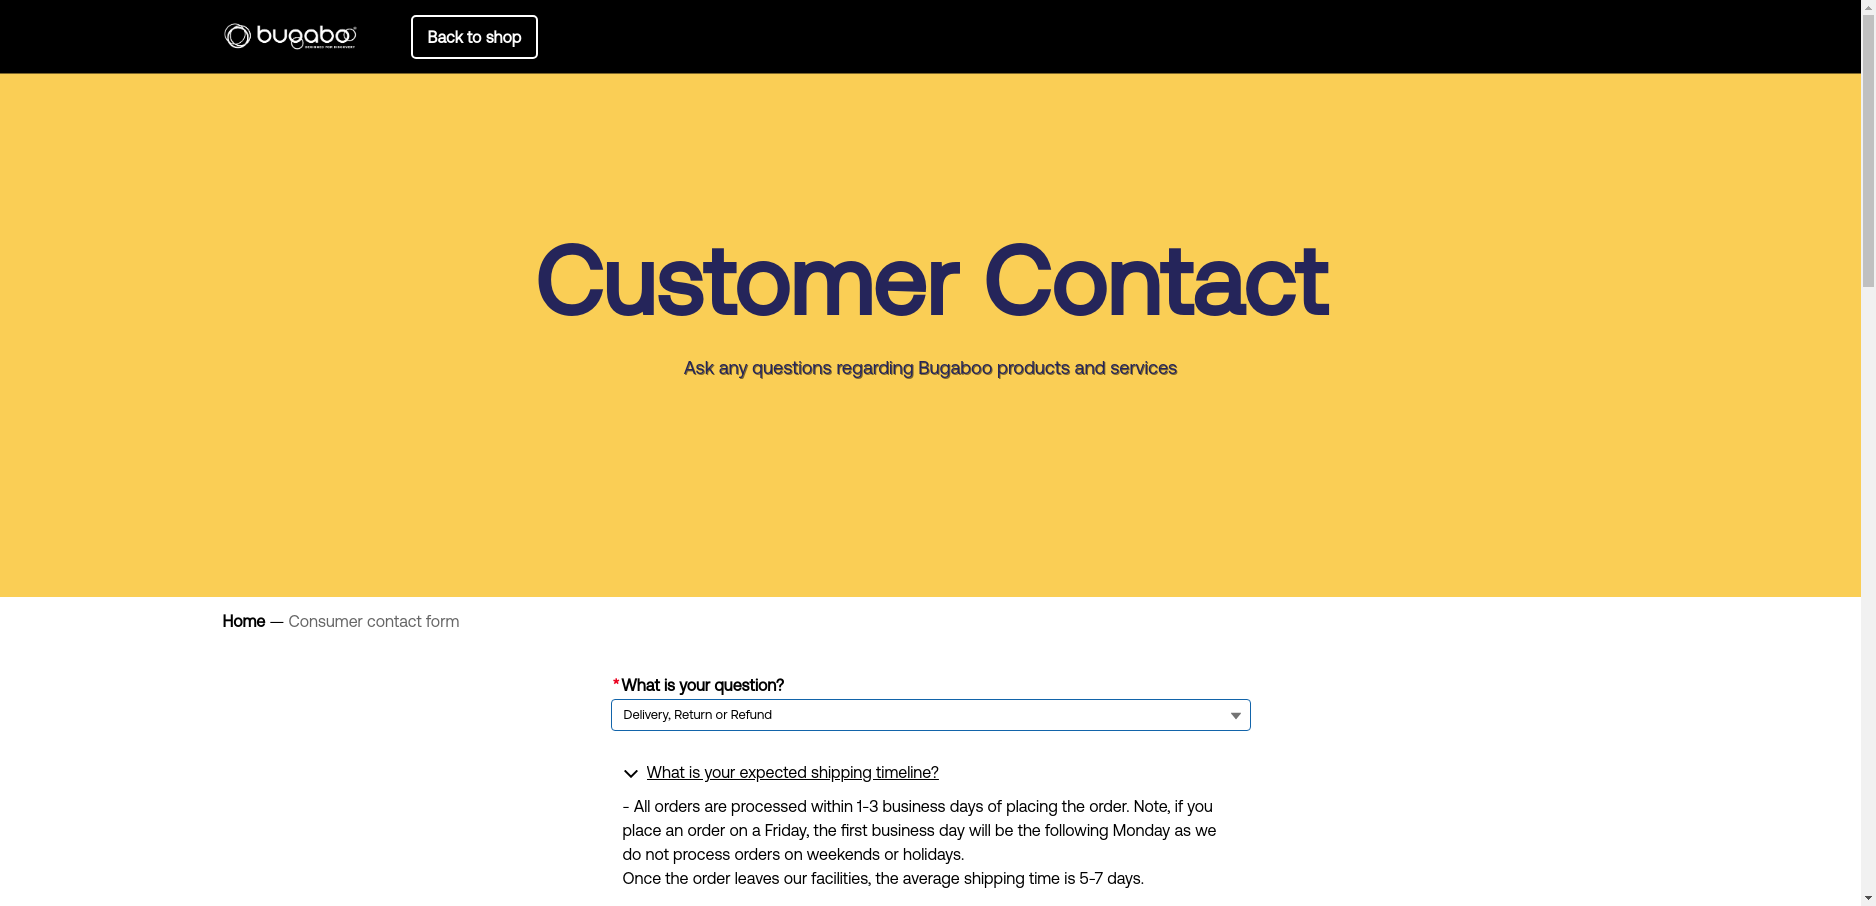 bugaboo
DESIGNED FOR DISCOVERY
Back to shop
Customer Contact
Ask any questions regarding Bugaboo products and services
Home — Consumer contact form
*What is your question?
Delivery, Return or Refund
What is your expected shipping timeline?
- All orders are processed within 1-3 business days of placing the order. Note, if you
place an order on a Friday, the first business day will be the following Monday as we
do not process orders on weekends or holidays.
Once the order leaves our facilities, the average shipping time is 5-7 days.